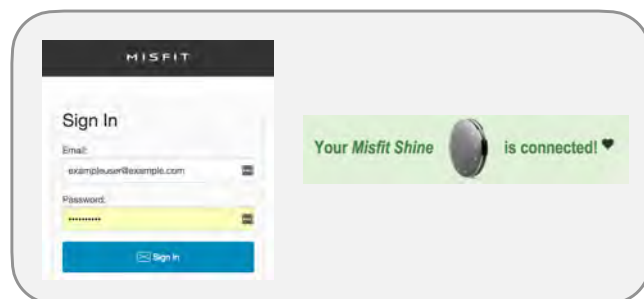 MISFIT
Sign In
Email:
exampleuser@example.com
Password:
••••••••••
Sign In
Your Misfit Shine is connected! ♥